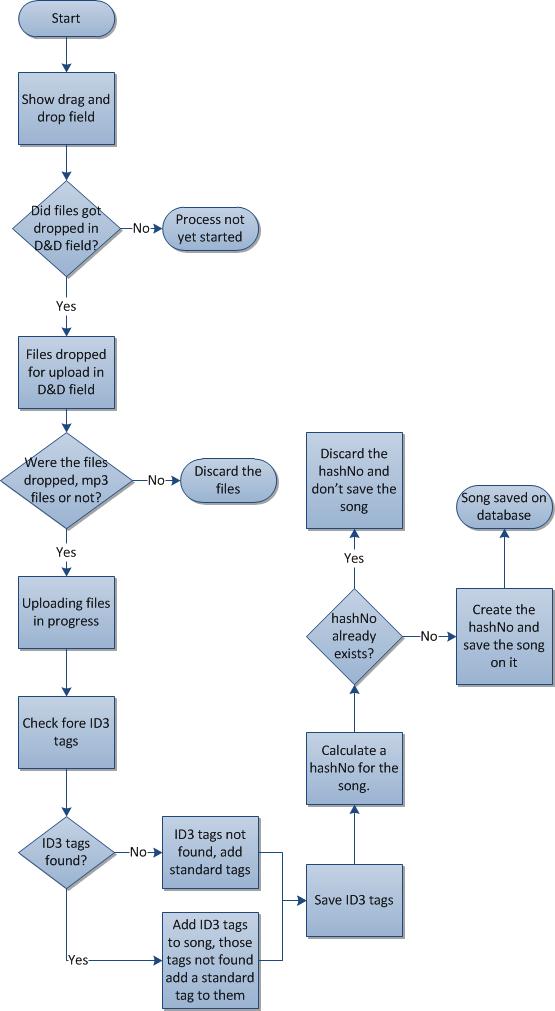 Start
Show drag and
drop field
Did files got
dropped in
D&D field?
No
Process not
yet started
Yes
Files dropped
for upload in
D&D field
Were the files
dropped, mp3
files or not?
No
Discard the
files
Yes
Uploading files
in progress
Check fore ID3
tags
ID3 tags
found?
No
ID3 tags not
found, add
standard tags
Yes
Add ID3 tags
to song, those
tags not found
add a standard
tag to them
Save ID3 tags
Calculate a
hashNo for the
song.
hashNo
already
exists?
Yes
Discard the
hashNo and
don't save the
song
No
Create the
hashNo and
save the song
on it
Song saved on
database